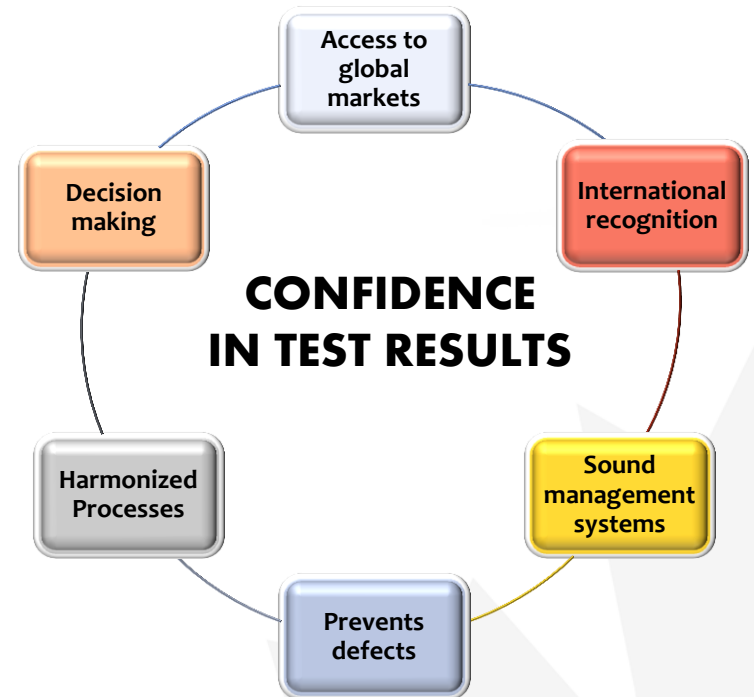 Access to
global
markets
Decision
making
International
recognition
CONFIDENCE
IN TEST RESULTS
Harmonized
Processes
Sound
management
systems
Prevents
defects